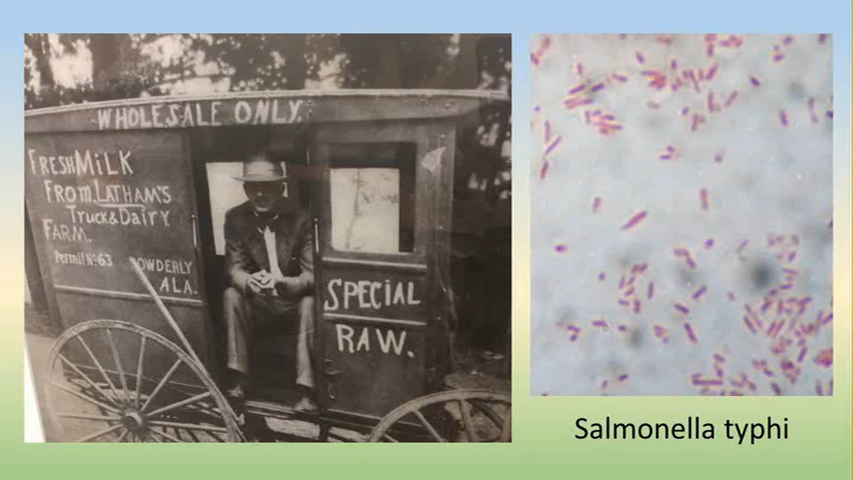 WHOLESALE ONLY.
FRESH MILK
FROM. LATHAM'S
Truck & Dairy
FARM.
Permit No 63 POWDERLY
ALA.
SPECIAL
RAW.
Salmonella typhi